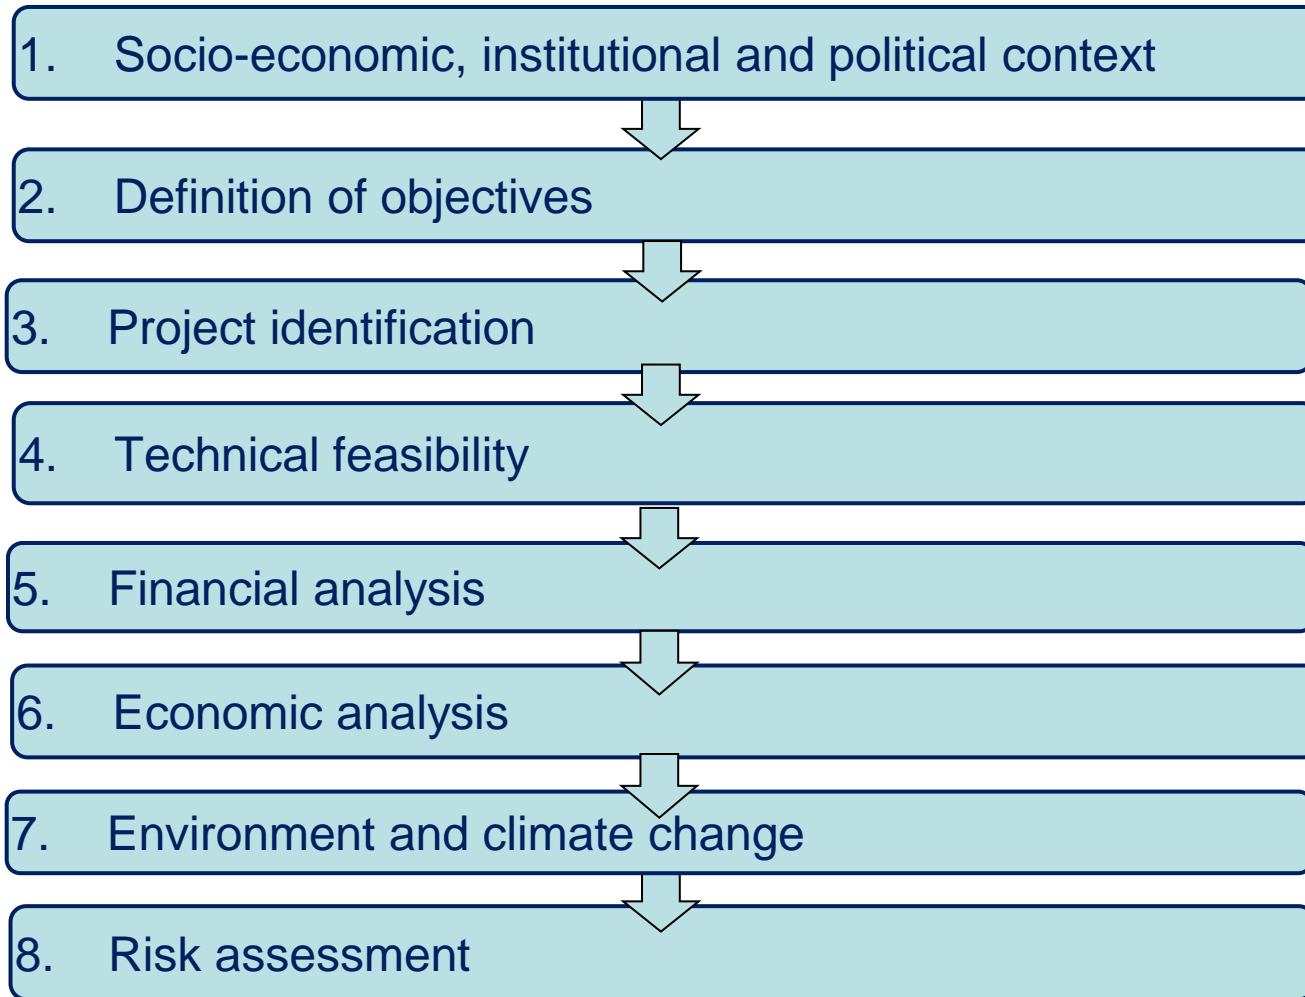 1. Socio-economic, institutional and political context
2. Definition of objectives
3. Project identification
4. Technical feasibility
5. Financial analysis
6. Economic analysis
7. Environment and climate change
8. Risk assessment